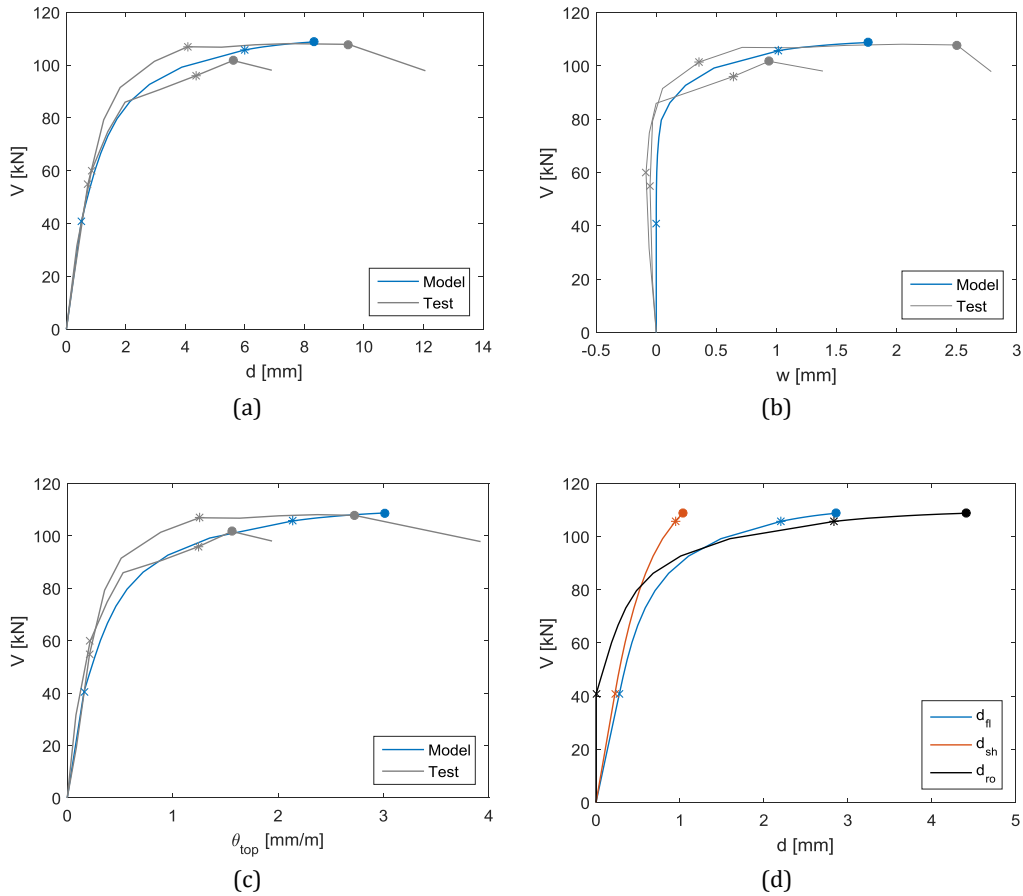 120
100
80
60
40
20
0
V [kN]
0 2 4 6 8 10 12 14
d [mm]
Model
Test
(a)
120
100
80
60
40
20
0
V [kN]
-0.5 0 0.5 1 1.5 2 2.5 3
w [mm]
Model
Test
(b)
120
100
80
60
40
20
0
V [kN]
0 1 2 3 4
θtop [mm/m]
Model
Test
(c)
120
100
80
60
40
20
0
V [kN]
0 1 2 3 4 5
d [mm]
dfl
dsh
dro
(d)